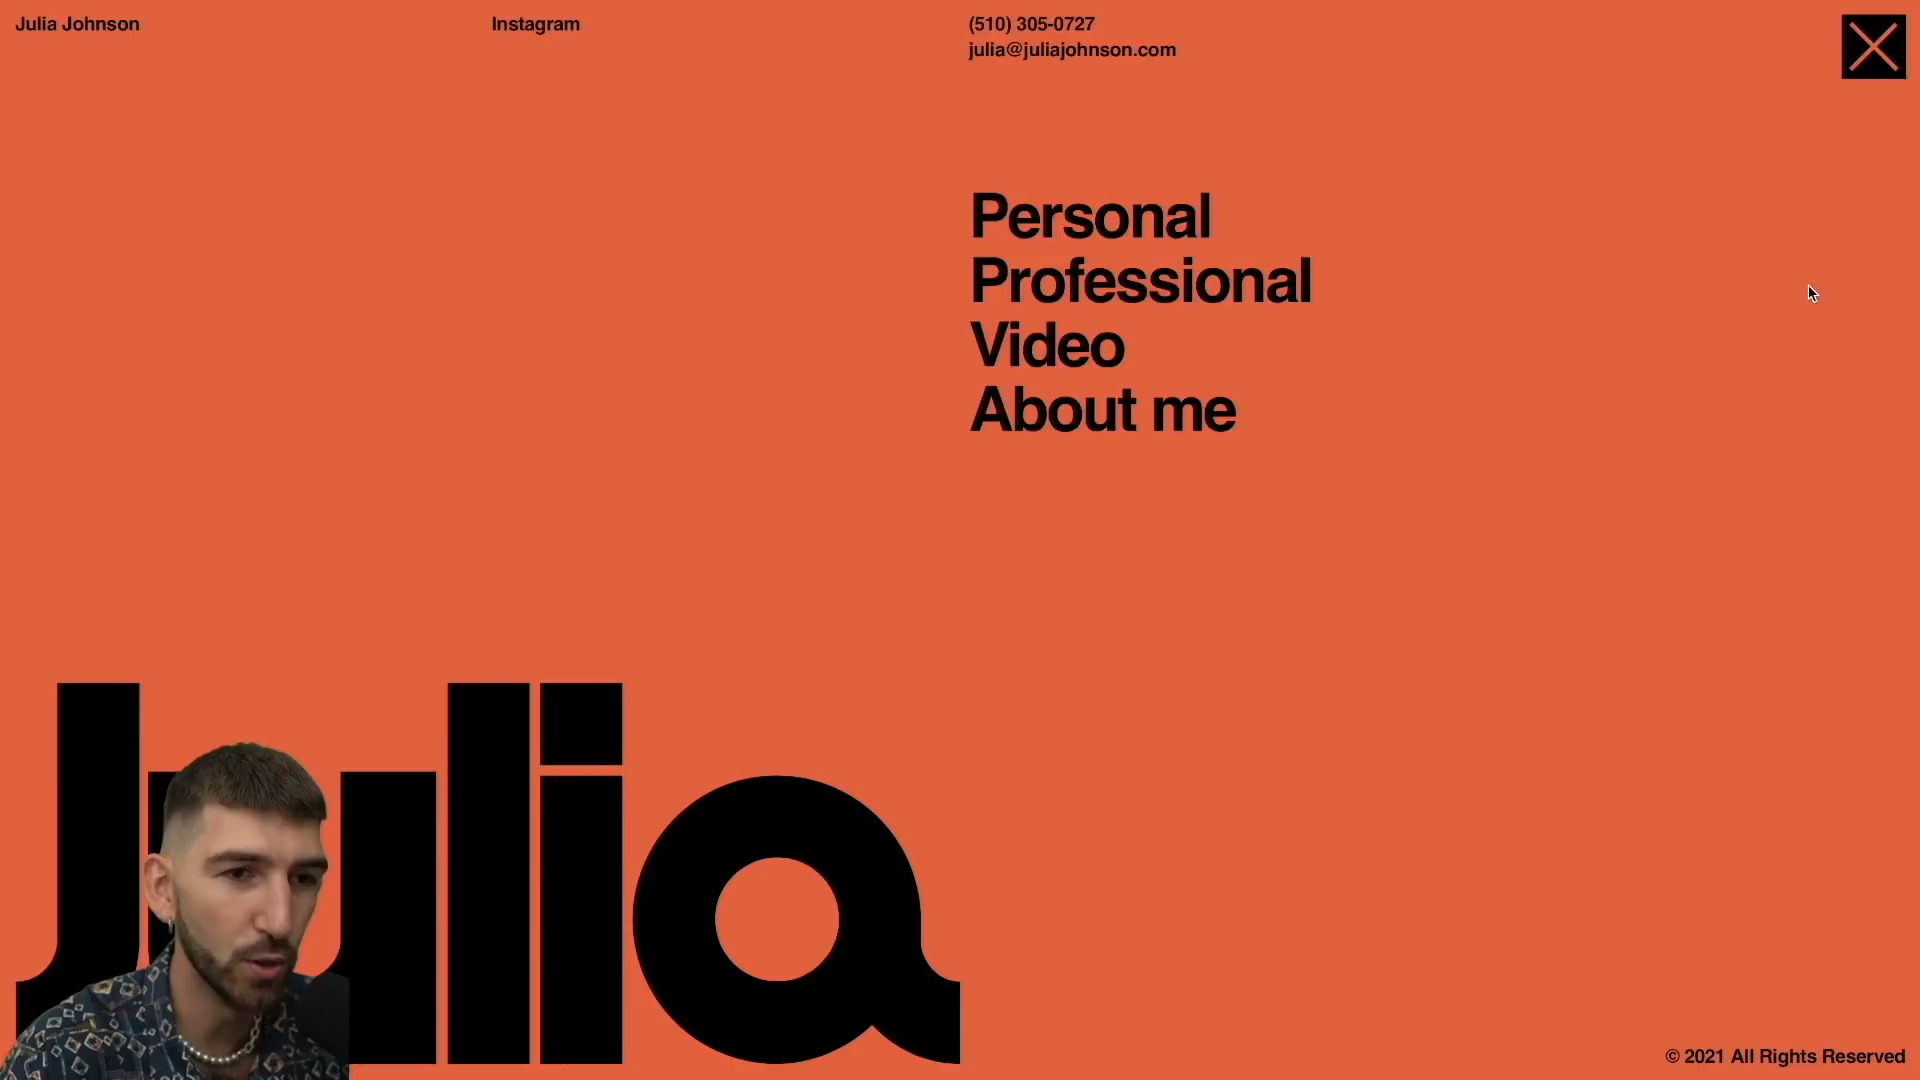 Julia Johnson
Instagram
(510) 305-0727
julia@juliajohnson.com
Personal
Professional
Video
About me
Julia
© 2021 All Rights Reserved